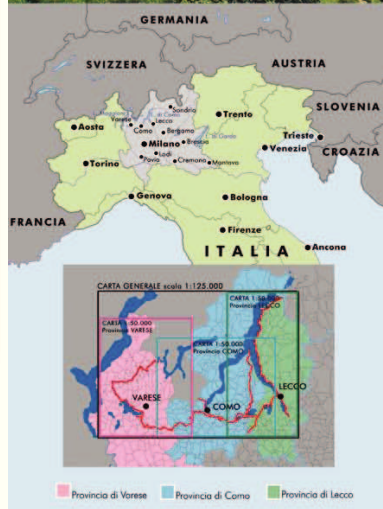 GERMANIA
SVIZZERA
AUSTRIA
SLOVENIA
CROAZIA
FRANCIA
Sondrio
Lecco
Varese
Como
Bergamo
Aosta
Milano
Brescia
Trento
Trieste
Venezia
Lodi
Pavia
Cremona
Mantova
Torino
Genova
Bologna
Firenze
ITALIA
Ancona
CARTA GENERALE scala 1:125.000
CARTA 1:50.000
Provincia LECCO
CARTA 1:50.000
Provincia VARESE
CARTA 1:50.000
Provincia COMO
VARESE
COMO
LECCO
Provincia di Varese
Provincia di Como
Provincia di Lecco